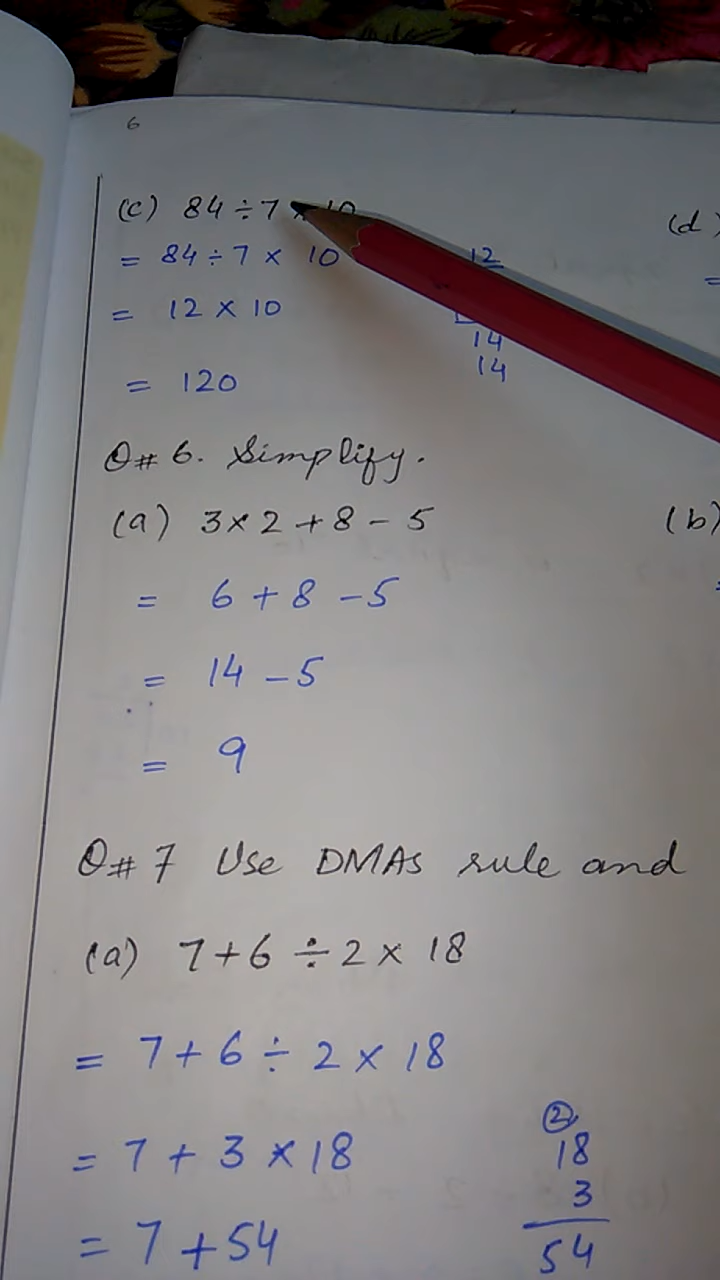 6
(c) 84 ÷ 7 × 10
= 84 ÷ 7 × 10
= 12 × 10
= 120
12
14
14
(d)
=
Q# 6. Simplify.
(a) 3 × 2 + 8 - 5
= 6 + 8 - 5
= 14 - 5
= 9
(b)
Q# 7 Use DMAS rule and
(a) 7 + 6 ÷ 2 × 18
= 7 + 6 ÷ 2 × 18
= 7 + 3 × 18
= 7 + 54
2
18
3
54